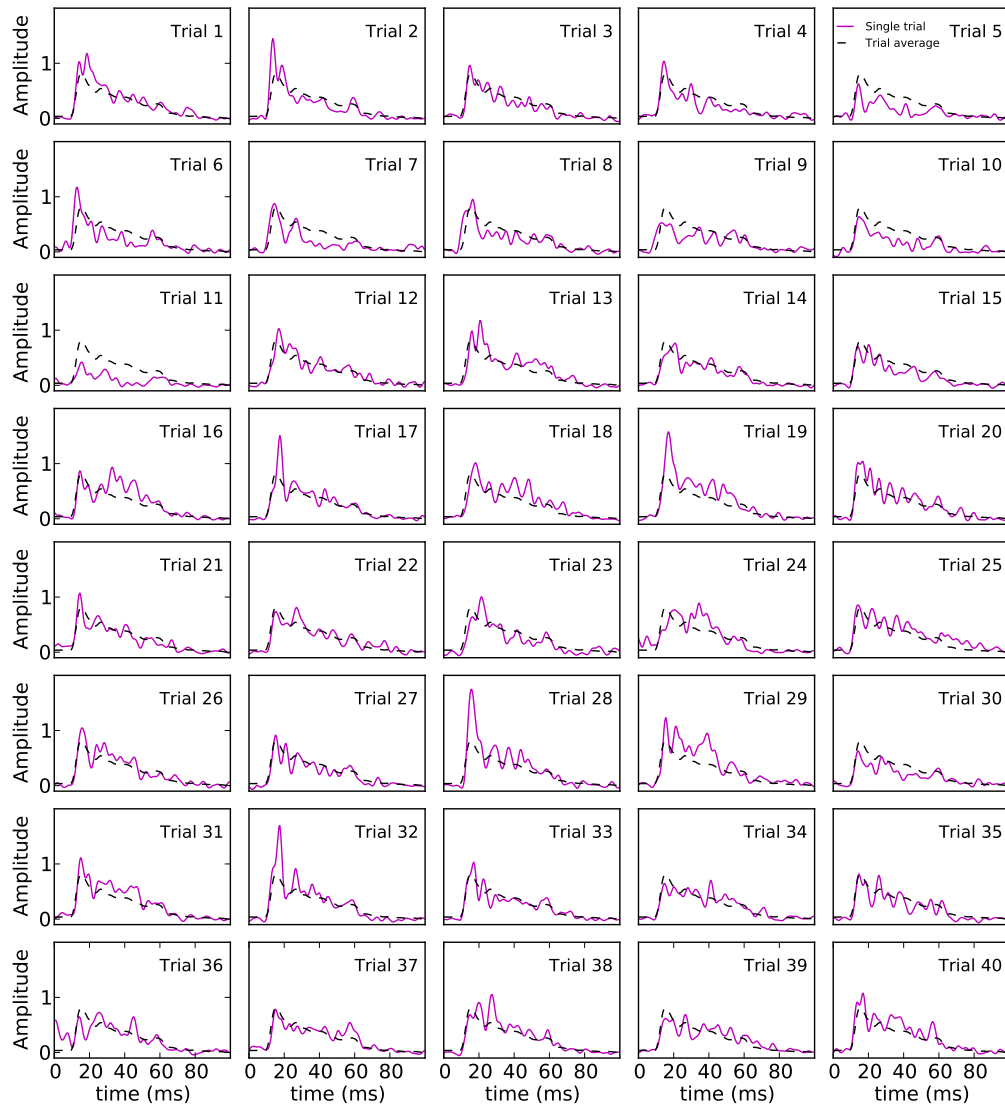 Amplitude
1
0
Trial 1
Trial 2
Trial 3
Trial 4
Single trial
Trial average
Trial 5
Amplitude
1
0
Trial 6
Trial 7
Trial 8
Trial 9
Trial 10
Amplitude
1
0
Trial 11
Trial 12
Trial 13
Trial 14
Trial 15
Amplitude
1
0
Trial 16
Trial 17
Trial 18
Trial 19
Trial 20
Amplitude
1
0
Trial 21
Trial 22
Trial 23
Trial 24
Trial 25
Amplitude
1
0
Trial 26
Trial 27
Trial 28
Trial 29
Trial 30
Amplitude
1
0
Trial 31
Trial 32
Trial 33
Trial 34
Trial 35
Amplitude
1
0
Trial 36
Trial 37
Trial 38
Trial 39
Trial 40
0 20 40 60 80
0 20 40 60 80
0 20 40 60 80
0 20 40 60 80
0 20 40 60 80
time (ms)
time (ms)
time (ms)
time (ms)
time (ms)